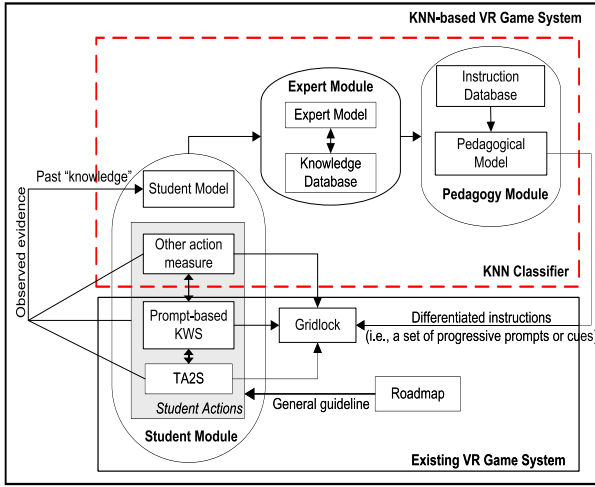 KNN-based VR Game System
Expert Module
Expert Model
Knowledge
Database
Instruction
Database
Pedagogical
Model
Pedagogy Module
Past “knowledge”
Student Model
Observed evidence
Other action
measure
KNN Classifier
Prompt-based
KWS
Gridlock
Differentiated instructions
(i.e., a set of progressive prompts or cues)
TA2S
Student Actions
General guideline
Roadmap
Student Module
Existing VR Game System